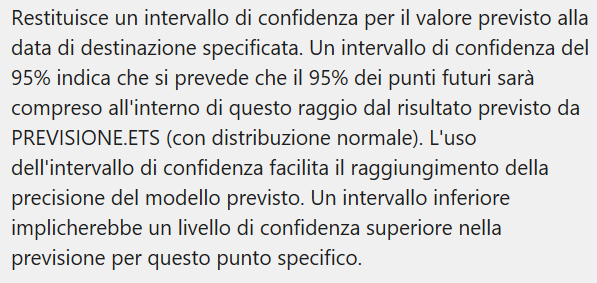 Restituisce un intervallo di confidenza per il valore previsto alla
data di destinazione specificata. Un intervallo di confidenza del
95% indica che si prevede che il 95% dei punti futuri sarà
compreso all'interno di questo raggio dal risultato previsto da
PREVISIONE.ETS (con distribuzione normale). L'uso
dell'intervallo di confidenza facilita il raggiungimento della
precisione del modello previsto. Un intervallo inferiore
implicherebbe un livello di confidenza superiore nella
previsione per questo punto specifico.